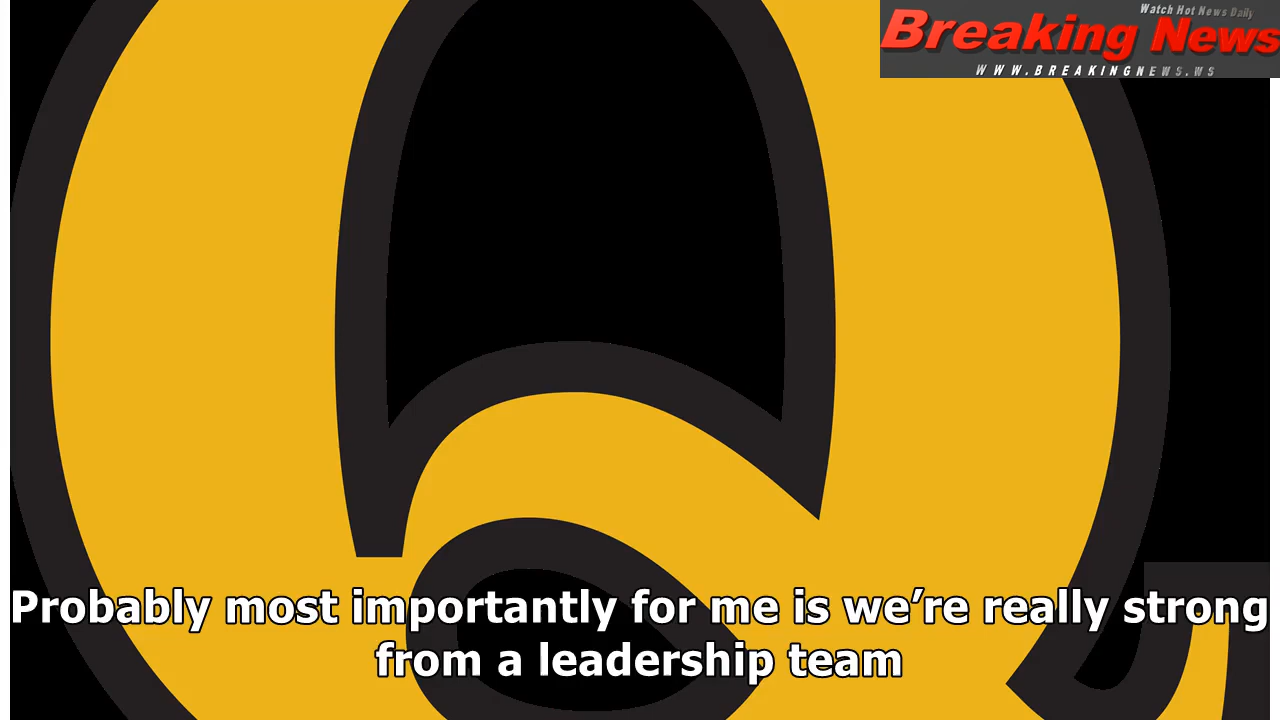 Watch Hot News Daily
Breaking News
WWW.BREAKINGNEWS.WS
Probably most importantly for me is we’re really strong
from a leadership team